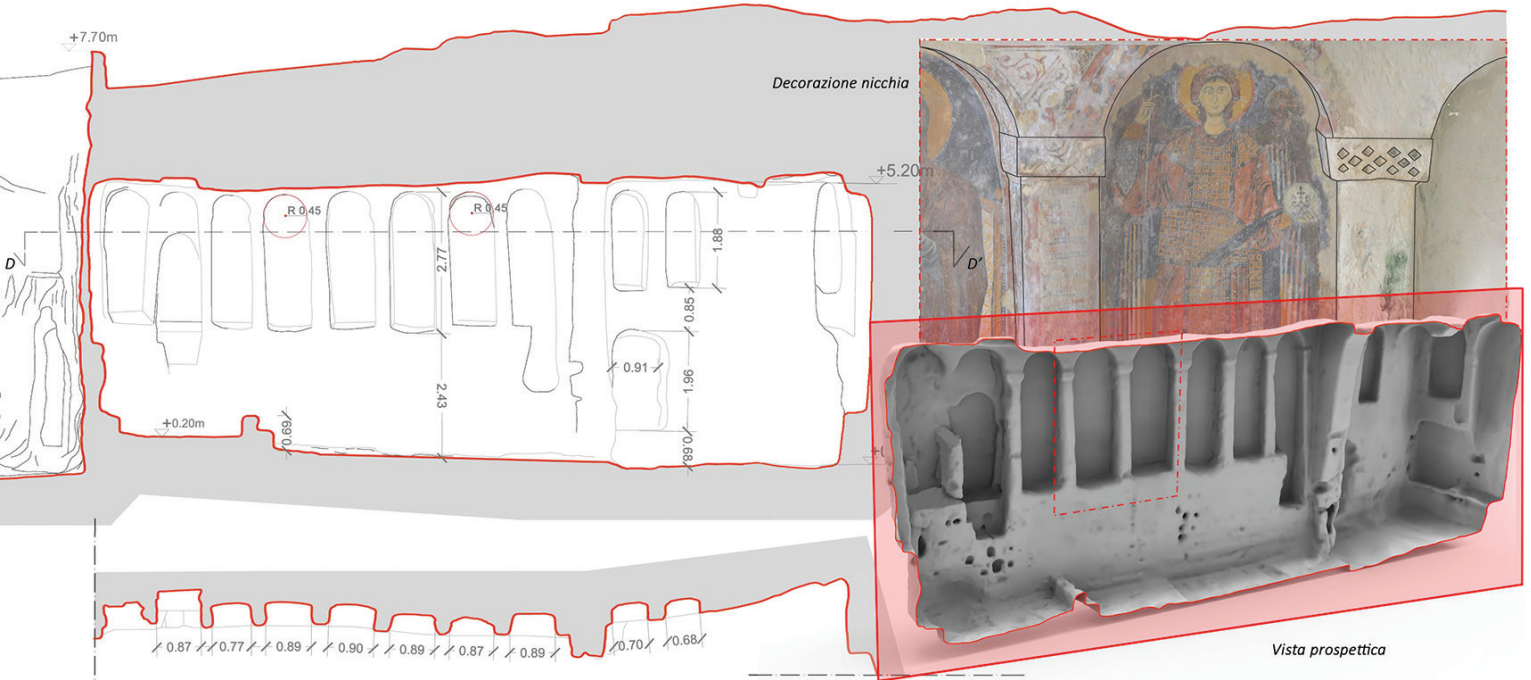 +7.70m
Decorazione nicchia
+5.20m
R 0.45
R 0.45
D
D'
2.77
1.88
0.85
0.91
1.96
2.43
+0.20m
0.69
0.68
0.87
0.77
0.89
0.90
0.89
0.87
0.89
0.70
0.68
Vista prospettica